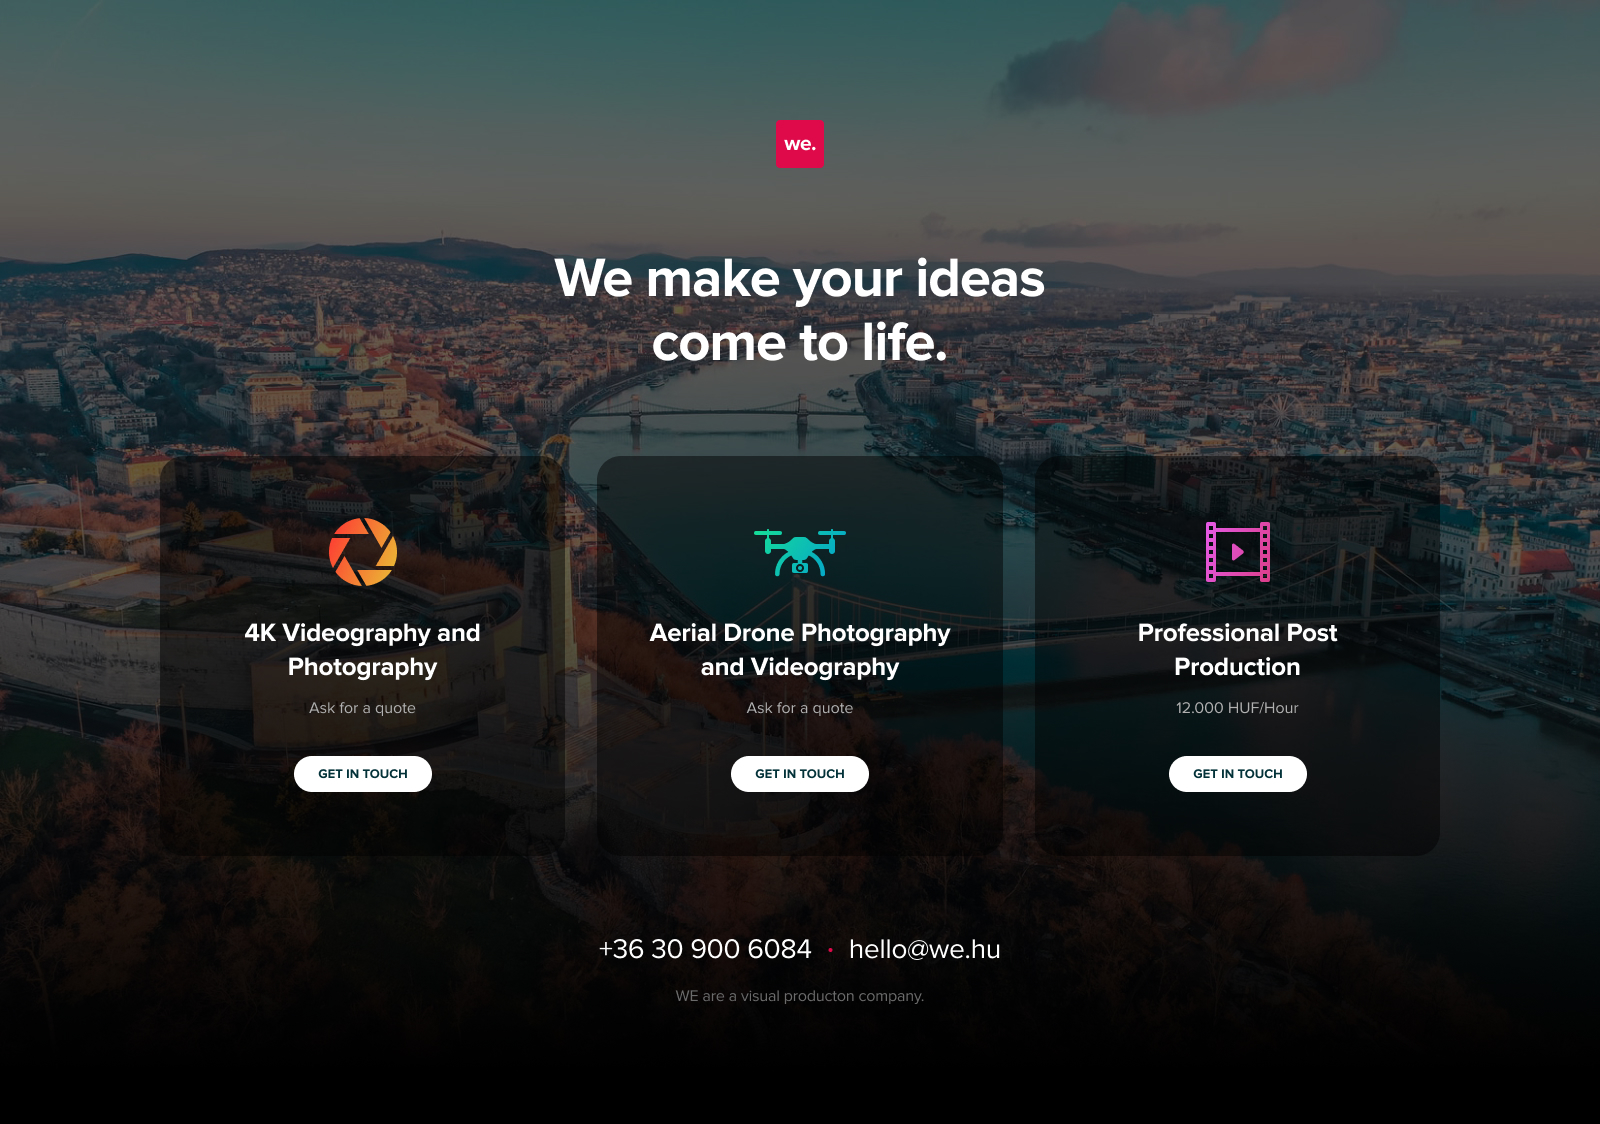 we.
We make your ideas
come to life.
4K Videography and
Photography
Ask for a quote
GET IN TOUCH
Aerial Drone Photography
and Videography
Ask for a quote
GET IN TOUCH
Professional Post
Production
12.000 HUF/Hour
GET IN TOUCH
+36 30 900 6084 • hello@we.hu
WE are a visual producton company.